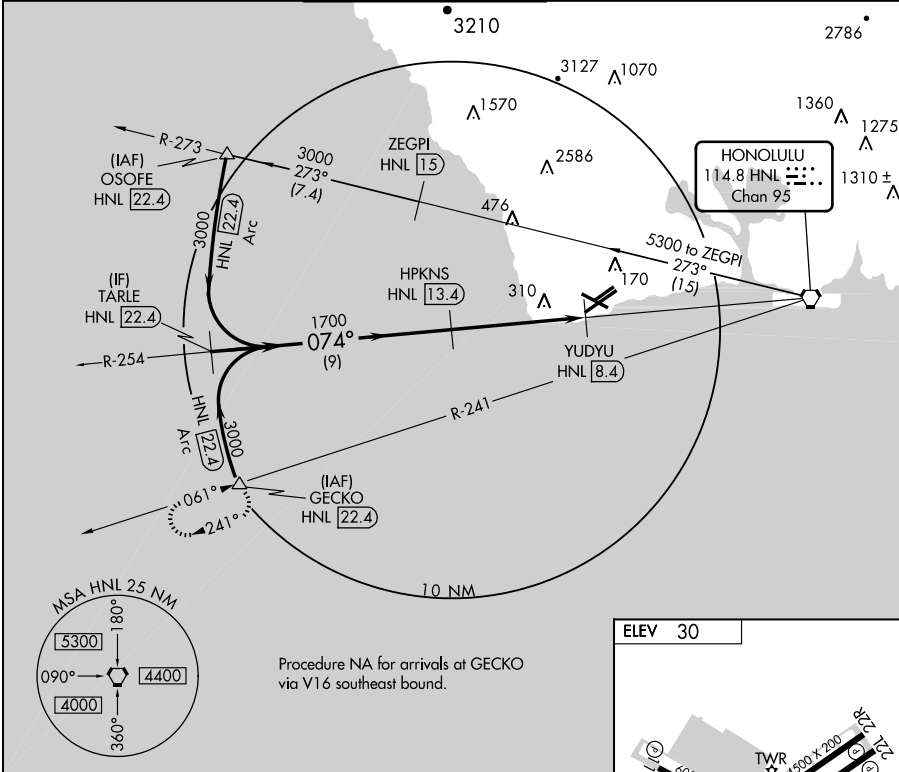 3210
2786
3127
1070
1570
1360
1275
R-273
3000
273°
(7.4)
ZEGPI
HNL 15
2586
HONOLULU
114.8 HNL
Chan 95
1310 ±
(IAF)
OSOFE
HNL 22.4
476
5300 to ZEGPI
273°
(15)
3000
HNL 22.4
Arc
170
310
HPKNS
HNL 13.4
(IF)
TARLE
HNL 22.4
1700
074°
(9)
R-254
YUDYU
HNL 8.4
R-241
HNL 22.4
Arc
3000
(IAF)
GECKO
HNL 22.4
061°
241°
10 NM
MSA HNL 25 NM
180°
5300
090°
4400
4000
360°
Procedure NA for arrivals at GECKO
via V16 southeast bound.
ELEV 30
TWR
4500 X 200
22L 22R
P
P